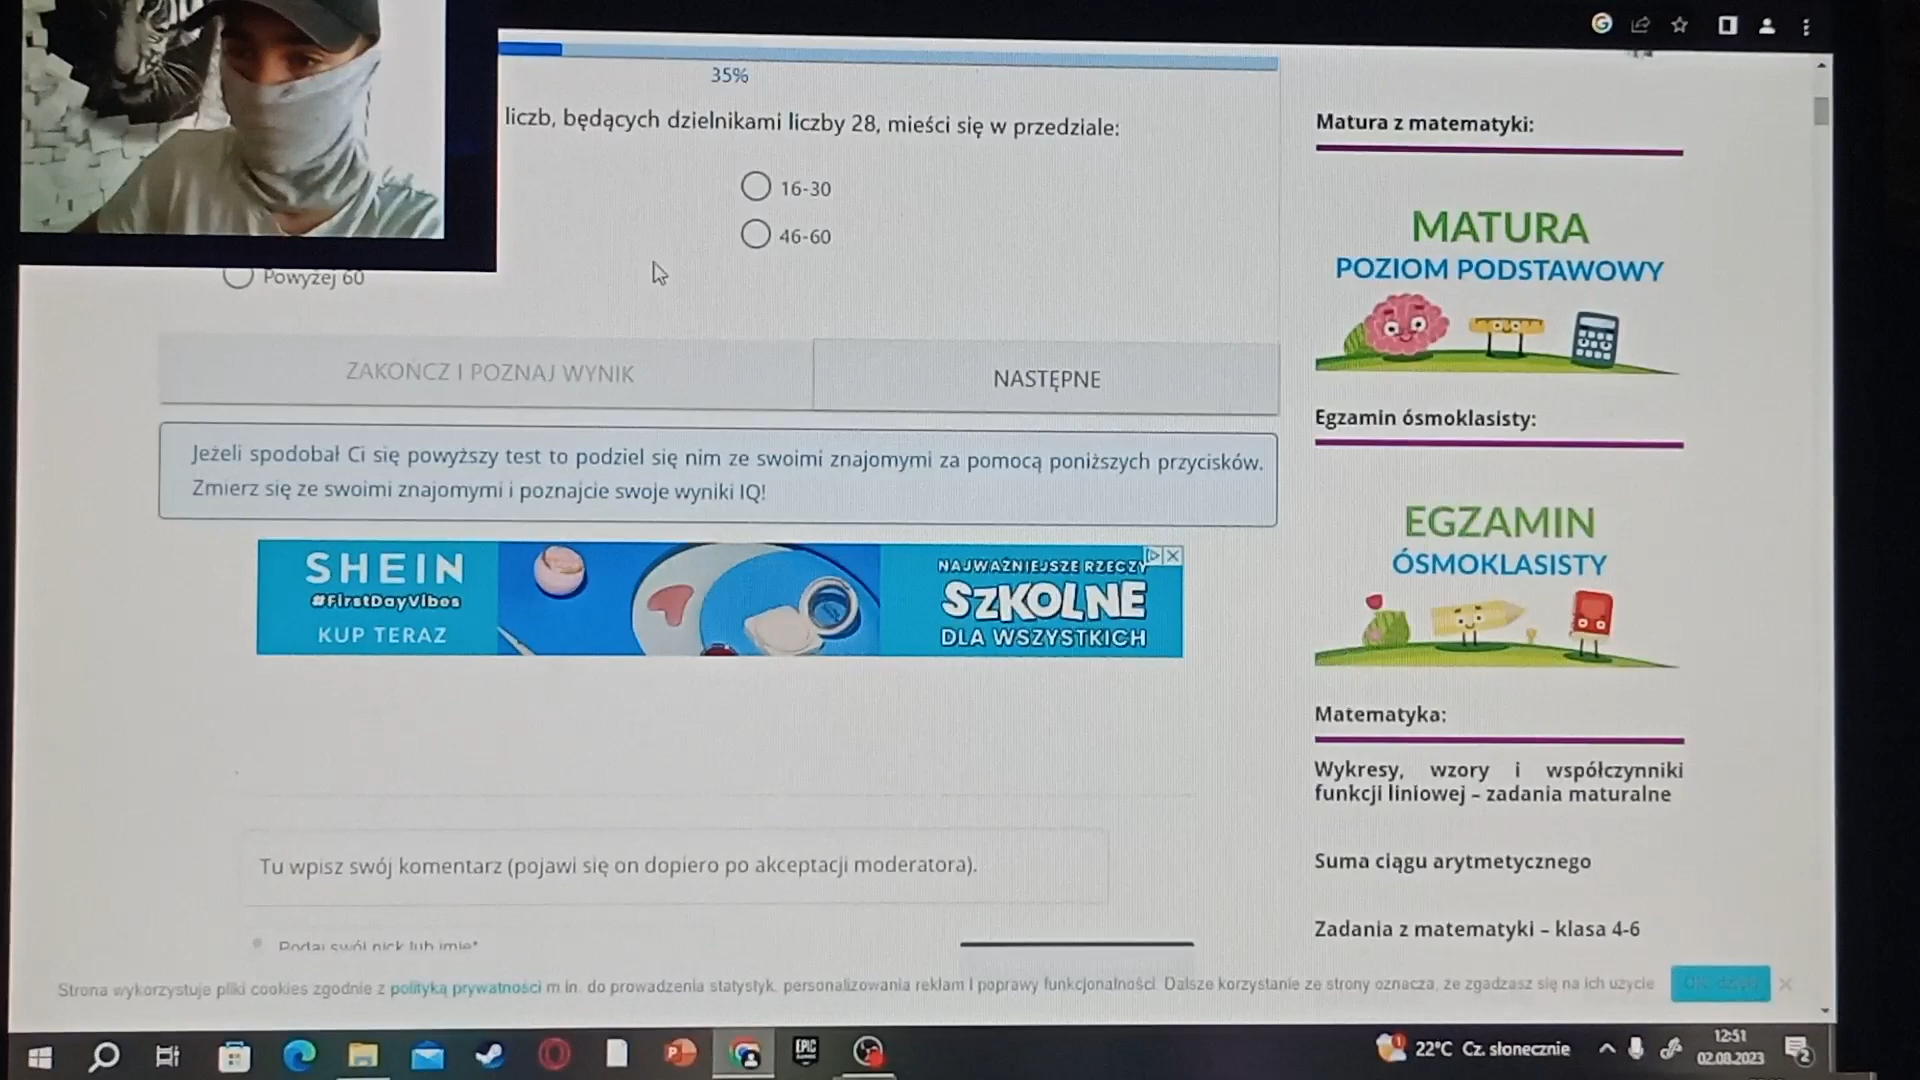 35%
liczb, będących dzielnikami liczby 28, mieści się w przedziale:
16-30
46-60
Powyżej 60
ZAKOŃCZ I POZNAJ WYNIK
NASTĘPNE
Jeżeli spodobał Ci się powyższy test to podziel się nim ze swoimi znajomymi za pomocą poniższych przycisków.
Zmierz się ze swoimi znajomymi i poznajcie swoje wyniki IQ!
SHEIN
#FirstDayVibes
KUP TERAZ
NAJWAŻNIEJSZE RZECZY
SZKOLNE
DLA WSZYSTKICH
Tu wpisz swój komentarz (pojawi się on dopiero po akceptacji moderatora).
Podaj swój nick lub imię*
Matura z matematyki:
MATURA
POZIOM PODSTAWOWY
Egzamin ósmoklasisty:
EGZAMIN
ÓSMOKLASISTY
Matematyka:
Wykresy, wzory i współczynniki
funkcji liniowej – zadania maturalne
Suma ciągu arytmetycznego
Zadania z matematyki – klasa 4-6
Strona wykorzystuje pliki cookies zgodnie z polityką prywatności m.in. do prowadzenia statystyk, personalizowania reklam i poprawy funkcjonalności. Dalsze korzystanie ze strony oznacza, że zgadzasz się na ich użycie
EPIC
22°C Cz. słonecznie
12:51
02.08.2023
2